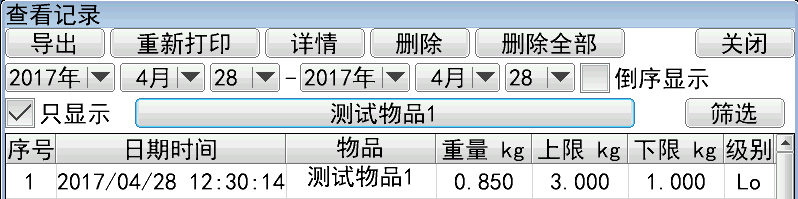 查看记录
导出 重新打印 详情 删除 删除全部 关闭
2017年 4月 28 -2017年 4月 28 倒序显示
只显示 测试物品1 筛选
序号 日期时间 物品 重量 kg 上限 kg 下限 kg 级别
1 2017/04/28 12:30:14 测试物品1 0.850 3.000 1.000 Lo